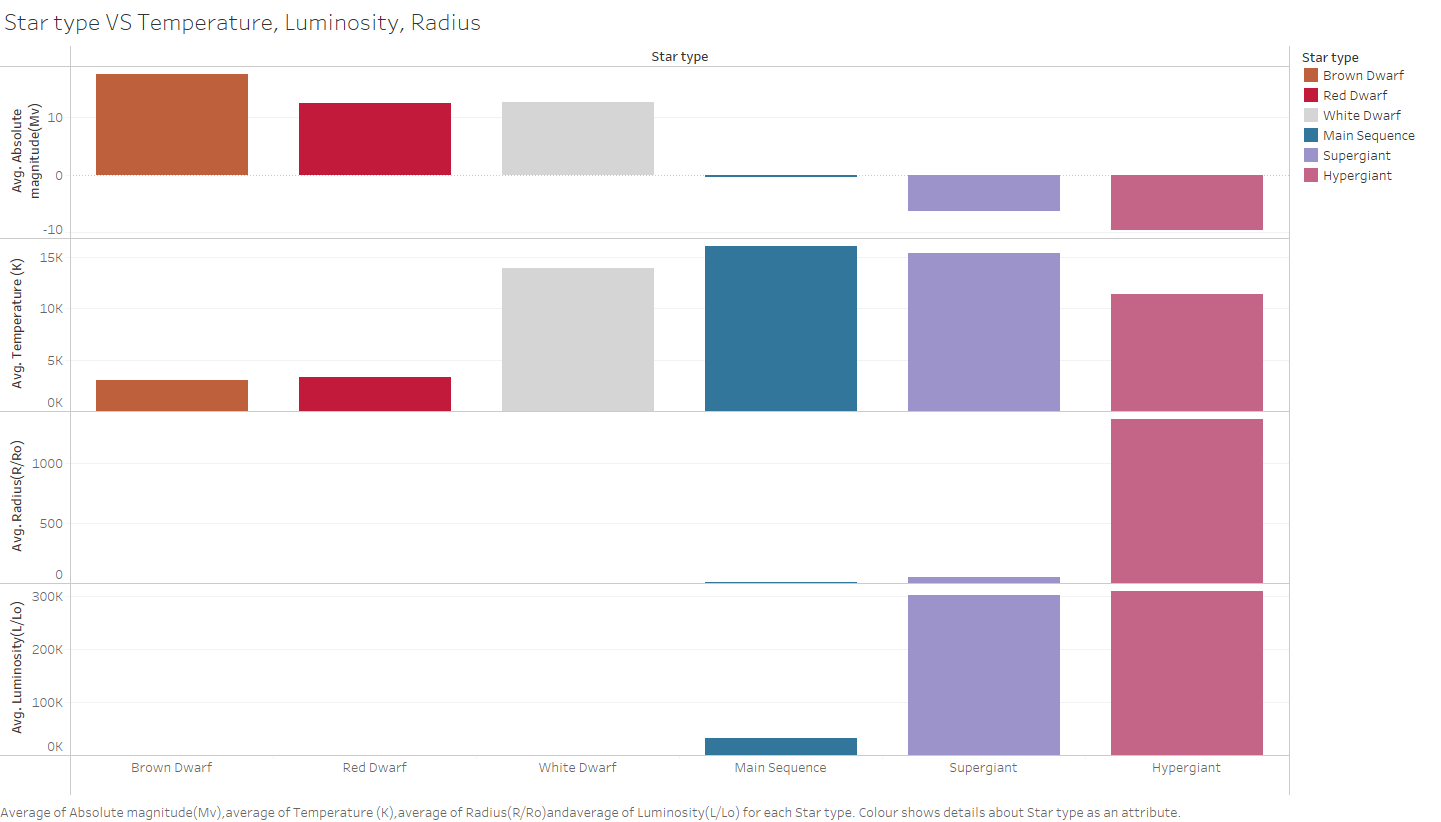 Star type VS Temperature, Luminosity, Radius
Star type
Avg. Absolute
magnitude(Mv)
10
0
-10
Avg. Temperature (K)
15K
10K
5K
0K
Avg. Radius(R/Ro)
1000
500
0
Avg. Luminosity(L/Lo)
300K
200K
100K
0K
Brown Dwarf Red Dwarf White Dwarf Main Sequence Supergiant Hypergiant
Star type
Brown Dwarf
Red Dwarf
White Dwarf
Main Sequence
Supergiant
Hypergiant
Average of Absolute magnitude(Mv),average of Temperature (K),average of Radius(R/Ro)andaverage of Luminosity(L/Lo) for each Star type. Colour shows details about Star type as an attribute.